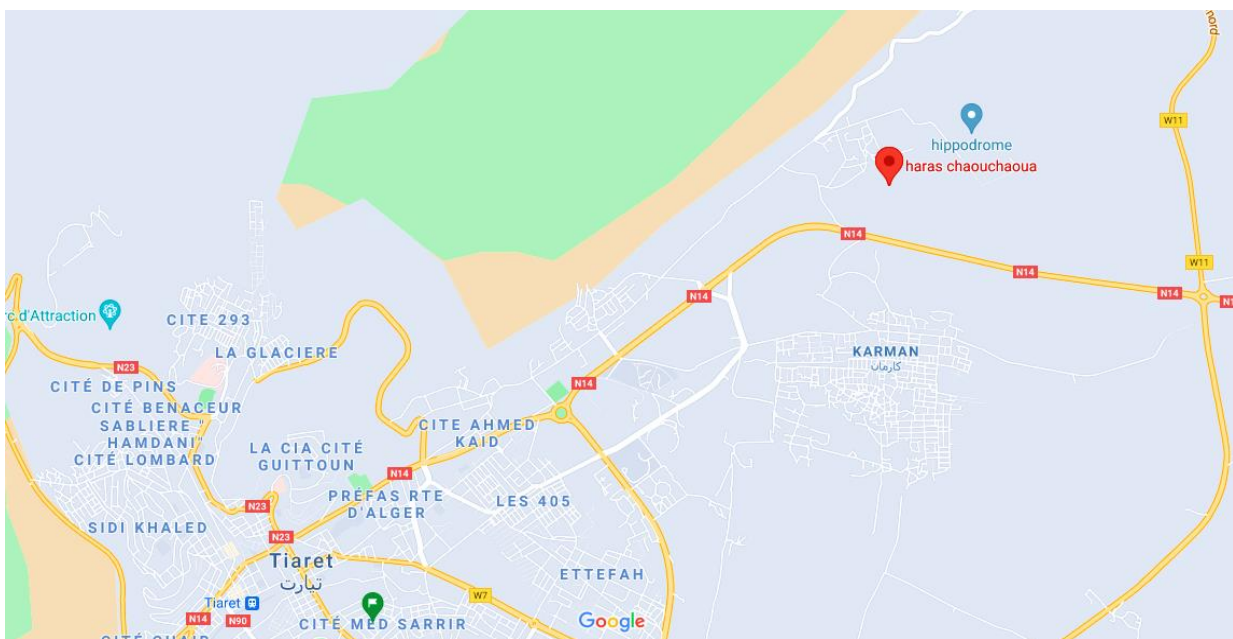 nord
W11
hippodrome
haras chaouchaoua
N14
W11
N14
N14
N14
c d'Attraction
CITE 293
LA GLACIERE
N23
CITÉ DE PINS
CITÉ BENACEUR
SABLIERE "
HAMDANI"
CITÉ LOMBARD
KARMAN
كارمان
N14
CITE AHMED
KAID
LA CIA CITÉ
GUITTOUN
N14
PRÉFAS RTE
D'ALGER
LES 405
N23
SIDI KHALED
N23
Tiaret
تيارت
ETTEFAH
W7
Tiaret
N14
N90
CITÉ MED SARRIR
Google